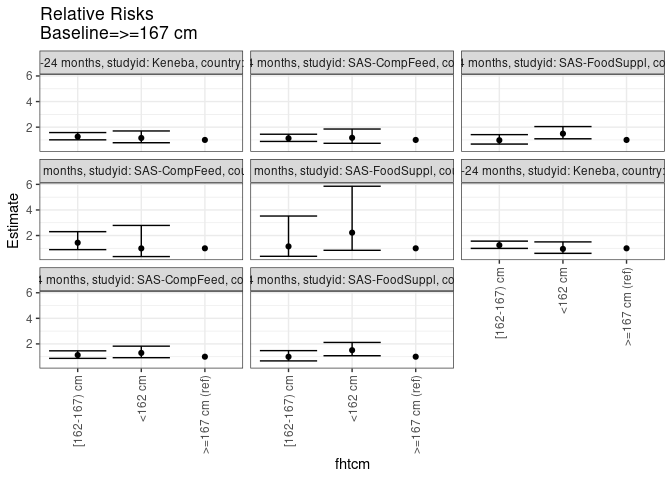 Relative Risks
Baseline=>=167 cm
-24 months, studyid: Keneba, country:
4 months, studyid: SAS-CompFeed, co
4 months, studyid: SAS-FoodSuppl, co
6
4
2
months, studyid: SAS-CompFeed, cou
months, studyid: SAS-FoodSuppl, cou
-24 months, studyid: Keneba, country:
6
4
2
Estimate
4 months, studyid: SAS-CompFeed, co
4 months, studyid: SAS-FoodSuppl, co
6
4
2
[162-167) cm
<162 cm
>=167 cm (ref)
[162-167) cm
<162 cm
>=167 cm (ref)
[162-167) cm
<162 cm
>=167 cm (ref)
fhtcm